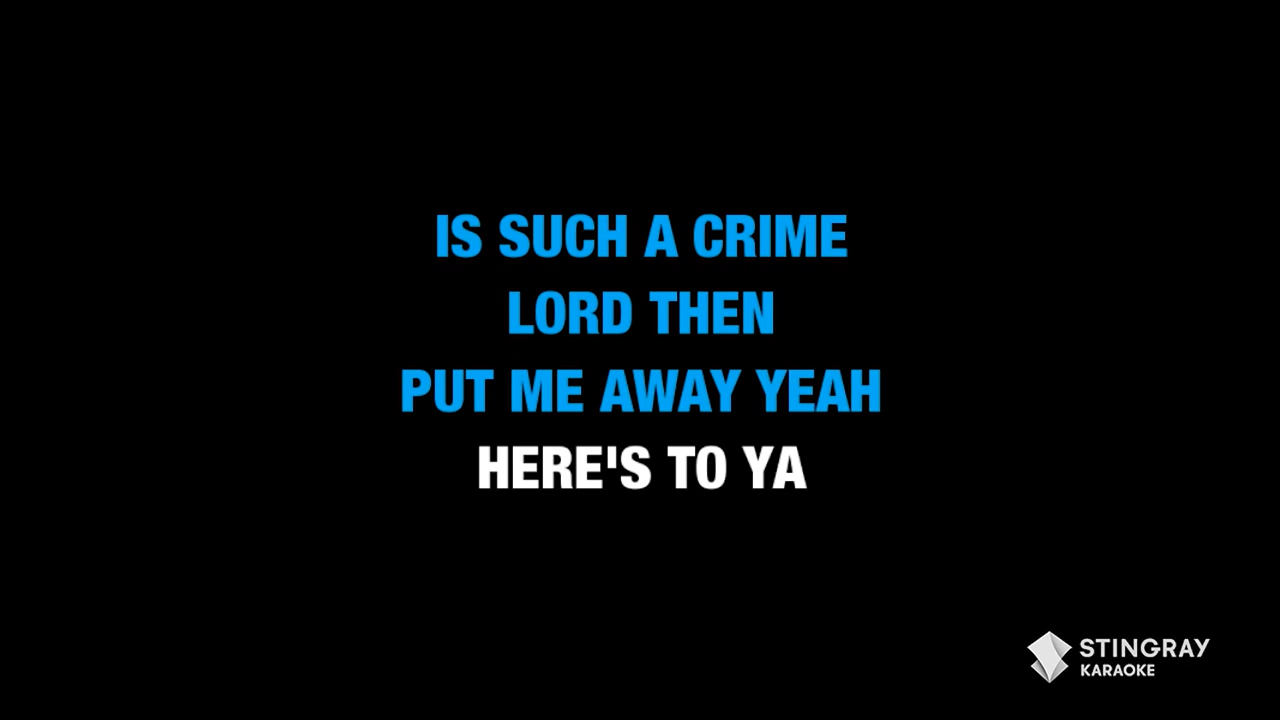 IS SUCH A CRIME
LORD THEN
PUT ME AWAY YEAH
HERE'S TO YA
STINGRAY
KARAOKE